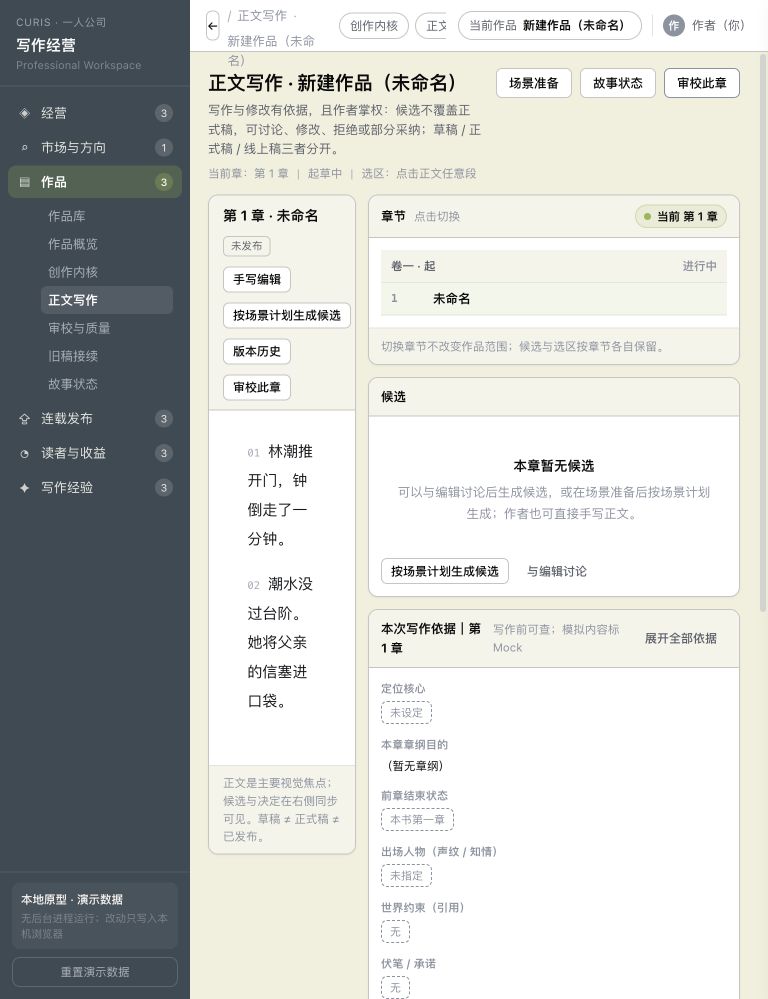 CURIS · 一人公司
写作经营
Professional Workspace
经营 3
市场与方向 1
作品 3
作品库
作品概览
创作内核
正文写作
审校与质量
旧稿接续
故事状态
连载发布 3
读者与收益 3
写作经验 3
本地原型 · 演示数据
无后台进程运行；改动只写入本
机浏览器
重置演示数据
/ 正文写作 ·
新建作品（未命
名）
创作内核
正文
当前作品 新建作品（未命名）
作 作者（你）
正文写作 · 新建作品（未命名）
写作与修改有依据，且作者掌权：候选不覆盖正
式稿，可讨论、修改、拒绝或部分采纳；草稿 / 正
式稿 / 线上稿三者分开。
当前章：第 1 章 | 起草中 | 选区：点击正文任意段
场景准备
故事状态
审校此章
第 1 章 · 未命名
未发布
手写编辑
按场景计划生成候选
版本历史
审校此章
01 林潮推
开门，钟
倒走了一
分钟。
02 潮水没
过台阶。
她将父亲
的信塞进
口袋。
正文是主要视觉焦点；
候选与决定在右侧同步
可见。草稿 ≠ 正式稿 ≠
已发布。
章节 点击切换
当前 第 1 章
卷一 · 起 进行中
1 未命名
切换章节不改变作品范围；候选与选区按章节各自保留。
候选
本章暂无候选
可以与编辑讨论后生成候选，或在场景准备后按场景计划
生成；作者也可直接手写正文。
按场景计划生成候选
与编辑讨论
本次写作依据｜第
1 章
写作前可查；模拟内容标
Mock
展开全部依据
定位核心
未设定
本章章纲目的
（暂无章纲）
前章结束状态
本书第一章
出场人物（声纹 / 知情）
未指定
世界约束（引用）
无
伏笔 / 承诺
无